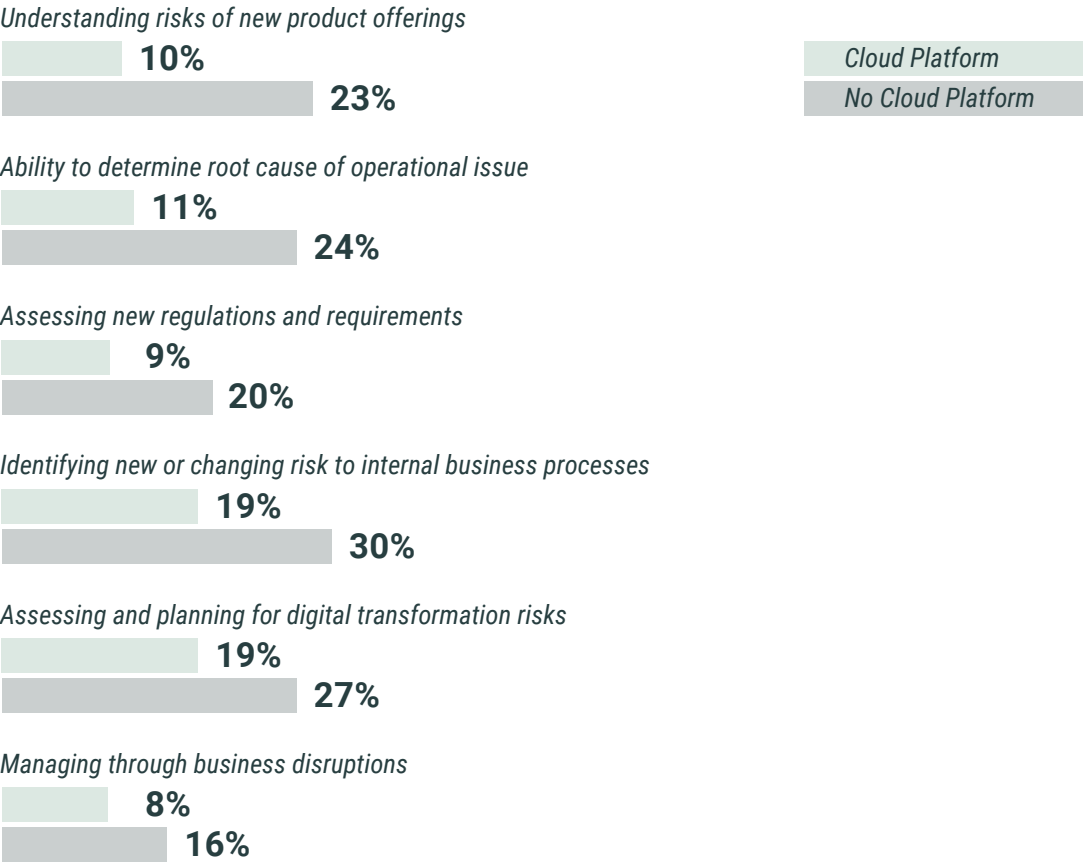 Understanding risks of new product offerings
10%
23%
Cloud Platform
No Cloud Platform
Ability to determine root cause of operational issue
11%
24%
Assessing new regulations and requirements
9%
20%
Identifying new or changing risk to internal business processes
19%
30%
Assessing and planning for digital transformation risks
19%
27%
Managing through business disruptions
8%
16%